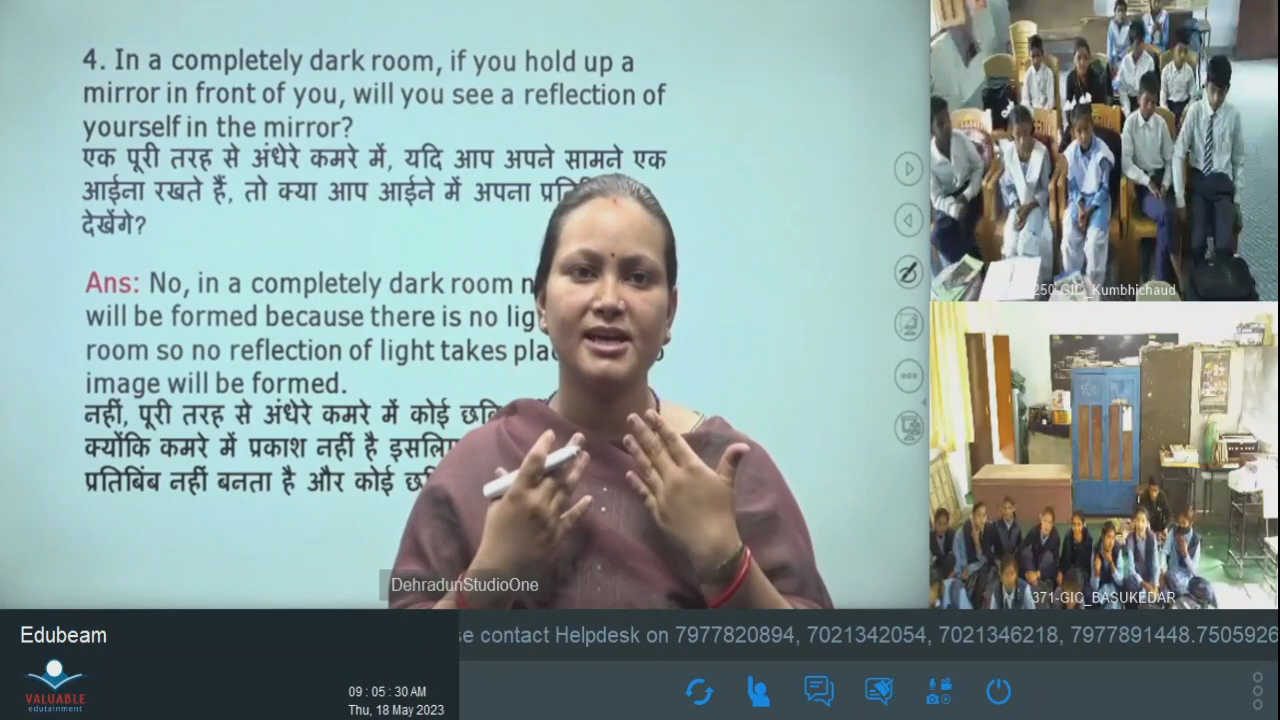 4. In a completely dark room, if you hold up a
mirror in front of you, will you see a reflection of
yourself in the mirror?
एक पूरी तरह से अंधेरे कमरे में, यदि आप अपने सामने एक
आईना रखते हैं, तो क्या आप आईने में अपना
देखेंगे?
Ans: No, in a completely dark room
will be formed because there is no
room so no reflection of light takes
image will be formed.
नहीं, पूरी तरह से अंधेरे कमरे में कोई
क्योंकि कमरे में प्रकाश नहीं है
प्रतिबिंब नहीं बनता है और कोई
DehradunStudioOne
250-GIC_Kumbhichaud
371-GIC_BASUKEDAR
Edubeam
contact Helpdesk on 7977820894, 7021342054, 7021346218, 7977891448.7505926
VALUABLE
edutainment
09 : 05 : 30 AM
Thu, 18 May 2023